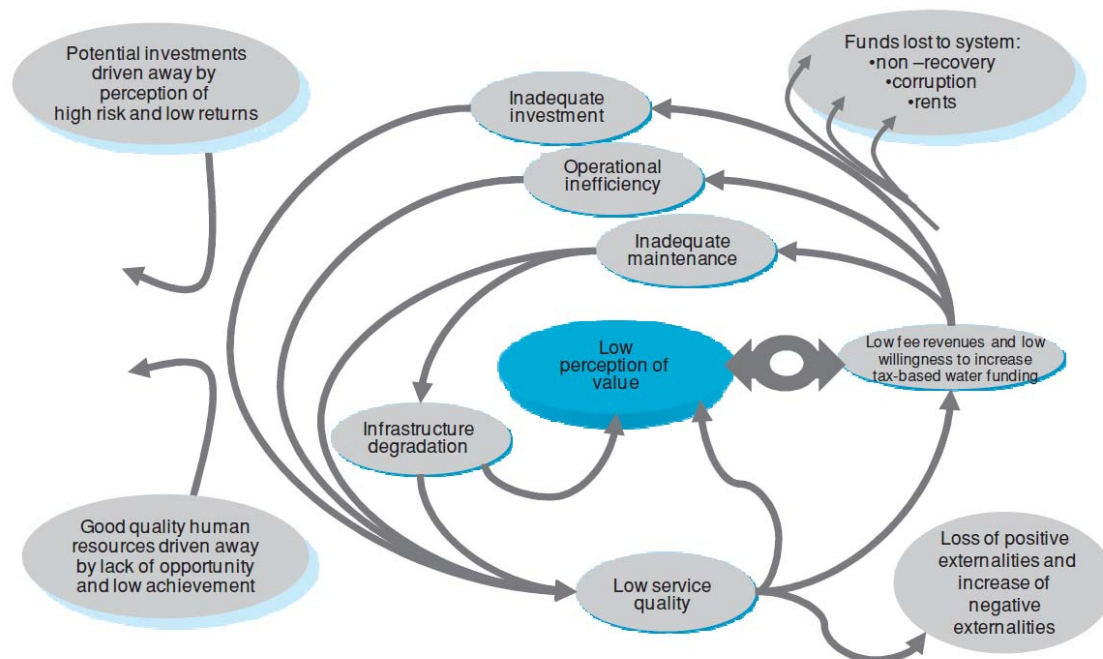 Potential investments
driven away by
perception of
high risk and low returns
Funds lost to system:
•non –recovery
•corruption
•rents
Inadequate
investment
Operational
inefficiency
Inadequate
maintenance
Low
perception of
value
Low fee revenues and low
willingness to increase
tax-based water funding
Infrastructure
degradation
Good quality human
resources driven away
by lack of opportunity
and low achievement
Low service
quality
Loss of positive
externalities and
increase of
negative
externalities